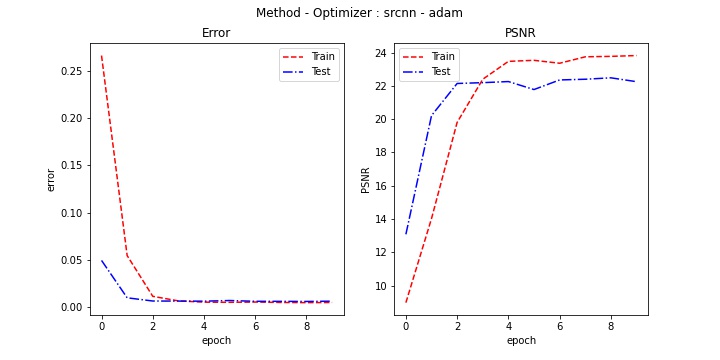 Method - Optimizer : srcnn - adam
Error
Train
Test
0.25
0.20
0.15
0.10
0.05
0.00
error
0 2 4 6 8
epoch
PSNR
Train
Test
24
22
20
18
16
14
12
10
PSNR
0 2 4 6 8
epoch